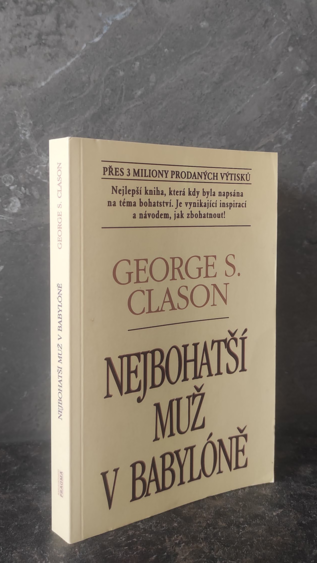 PŘES 3 MILIONY PRODANÝCH VÝTISKŮ
Nejlepší kniha, která kdy byla napsána
na téma bohatství. Je vynikající inspirací
a návodem, jak zbohatnout!
GEORGE S.
CLASON
NEJBOHATŠÍ
MUŽ
V BABYLÓNĚ
NEJBOHATŠÍ MUŽ V BABYLÓNĚ GEORGE S. CLASON